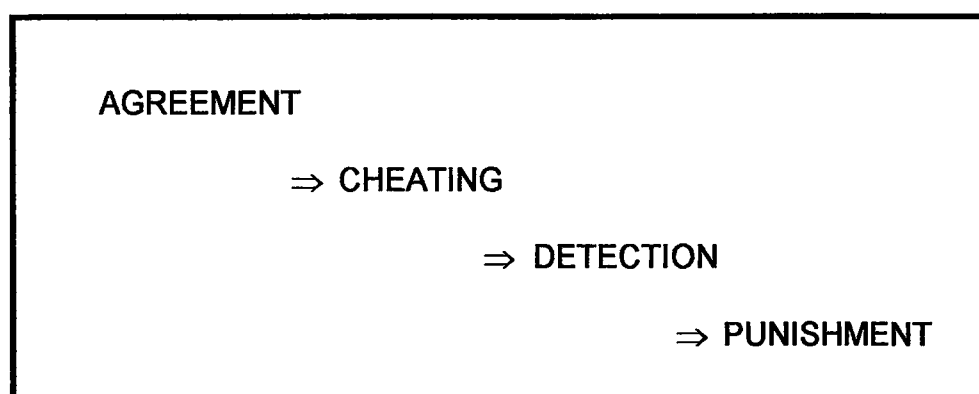 AGREEMENT
⇒ CHEATING
⇒ DETECTION
⇒ PUNISHMENT